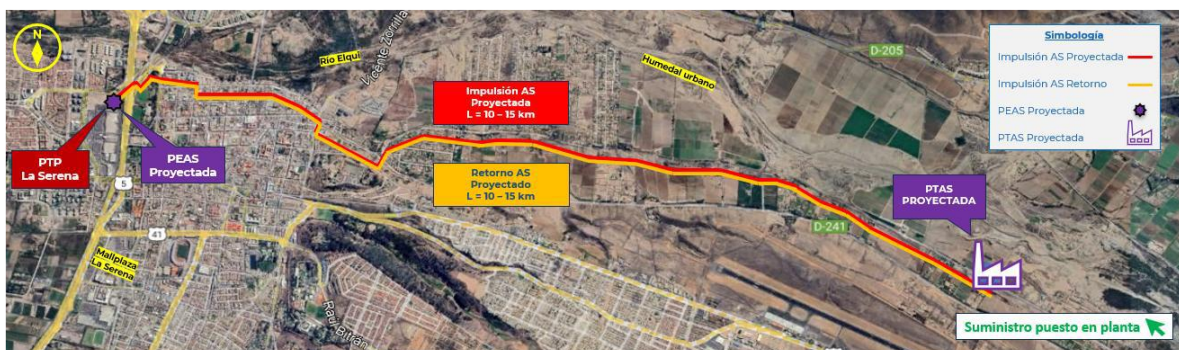 N
Río Elqui
Vicente Zorrilla
Humedal urbano
D-205
Simbología
Impulsión AS Proyectada
Impulsión AS Retorno
PEAS Proyectada
PTAS Proyectada
Impulsión AS
Proyectada
L = 10 – 15 km
PTP
La Serena
PEAS
Proyectada
Retorno AS
Proyectado
L = 10 – 15 km
PTAS
PROYECTADA
5
41
D-241
Mallplaza
La Serena
Raúl Bitrán
Suministro puesto en planta